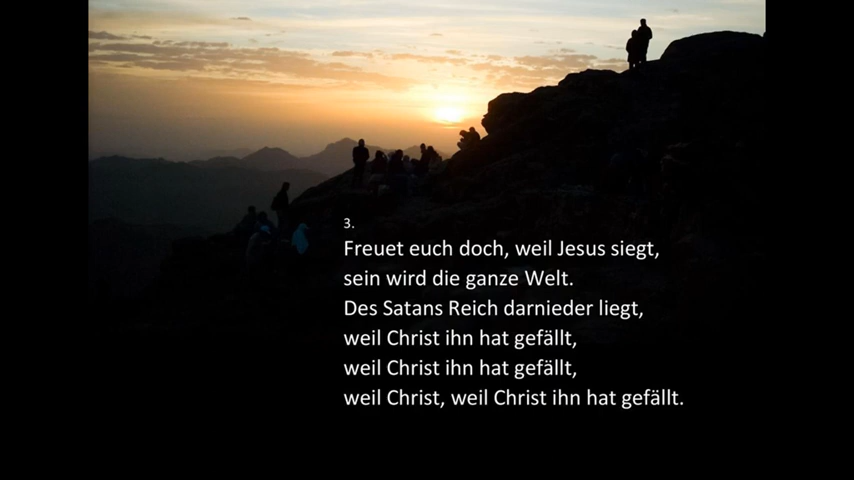 3.
Freuet euch doch, weil Jesus siegt,
sein wird die ganze Welt.
Des Satans Reich darnieder liegt,
weil Christ ihn hat gefällt,
weil Christ ihn hat gefällt,
weil Christ, weil Christ ihn hat gefällt.